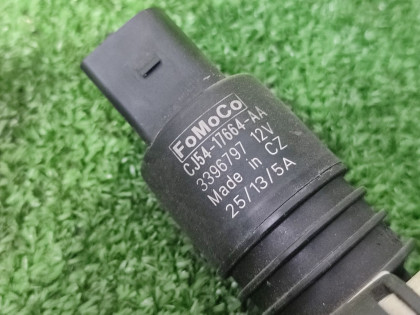 FoMoCo
CJ54-17664-AA
3396797 12V
Made in CZ
25/13/5A